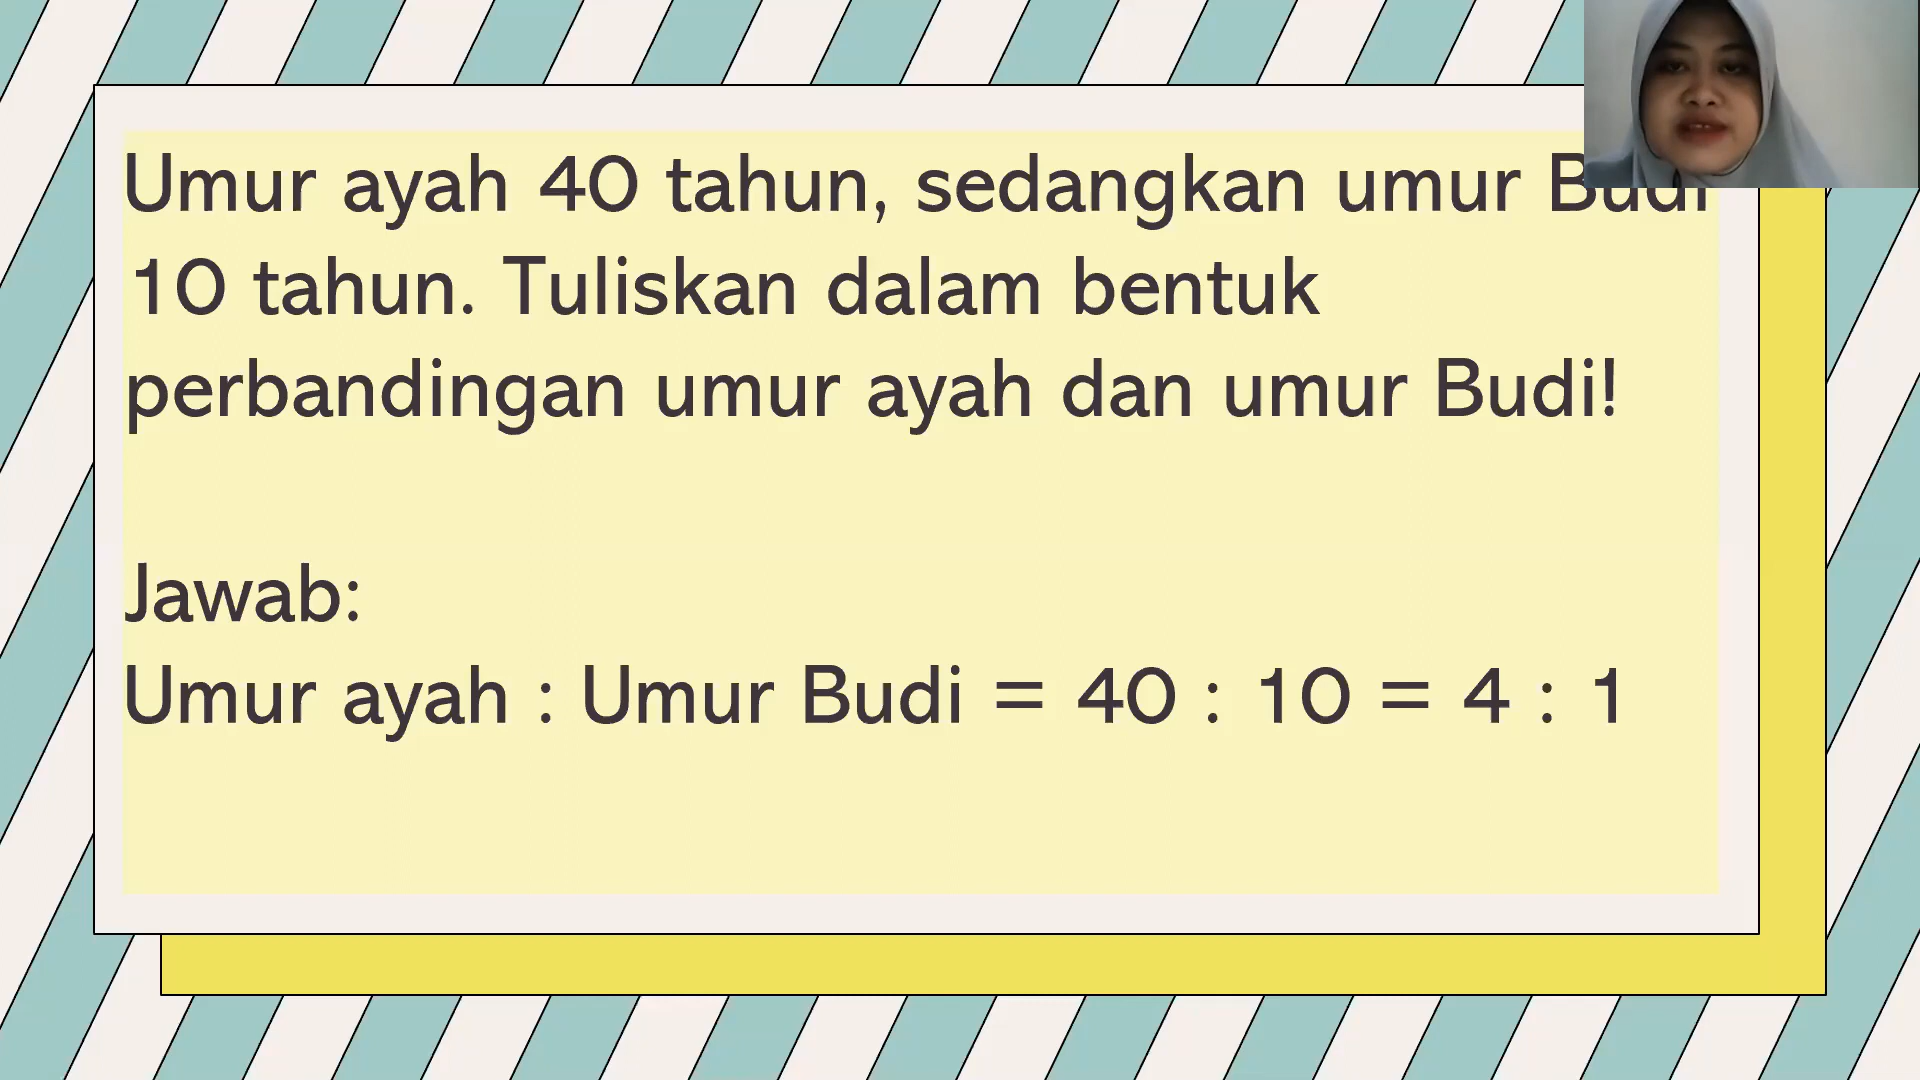 Umur ayah 40 tahun, sedangkan umur Budi
10 tahun. Tuliskan dalam bentuk
perbandingan umur ayah dan umur Budi!
Jawab:
Umur ayah : Umur Budi = 40 : 10 = 4 : 1